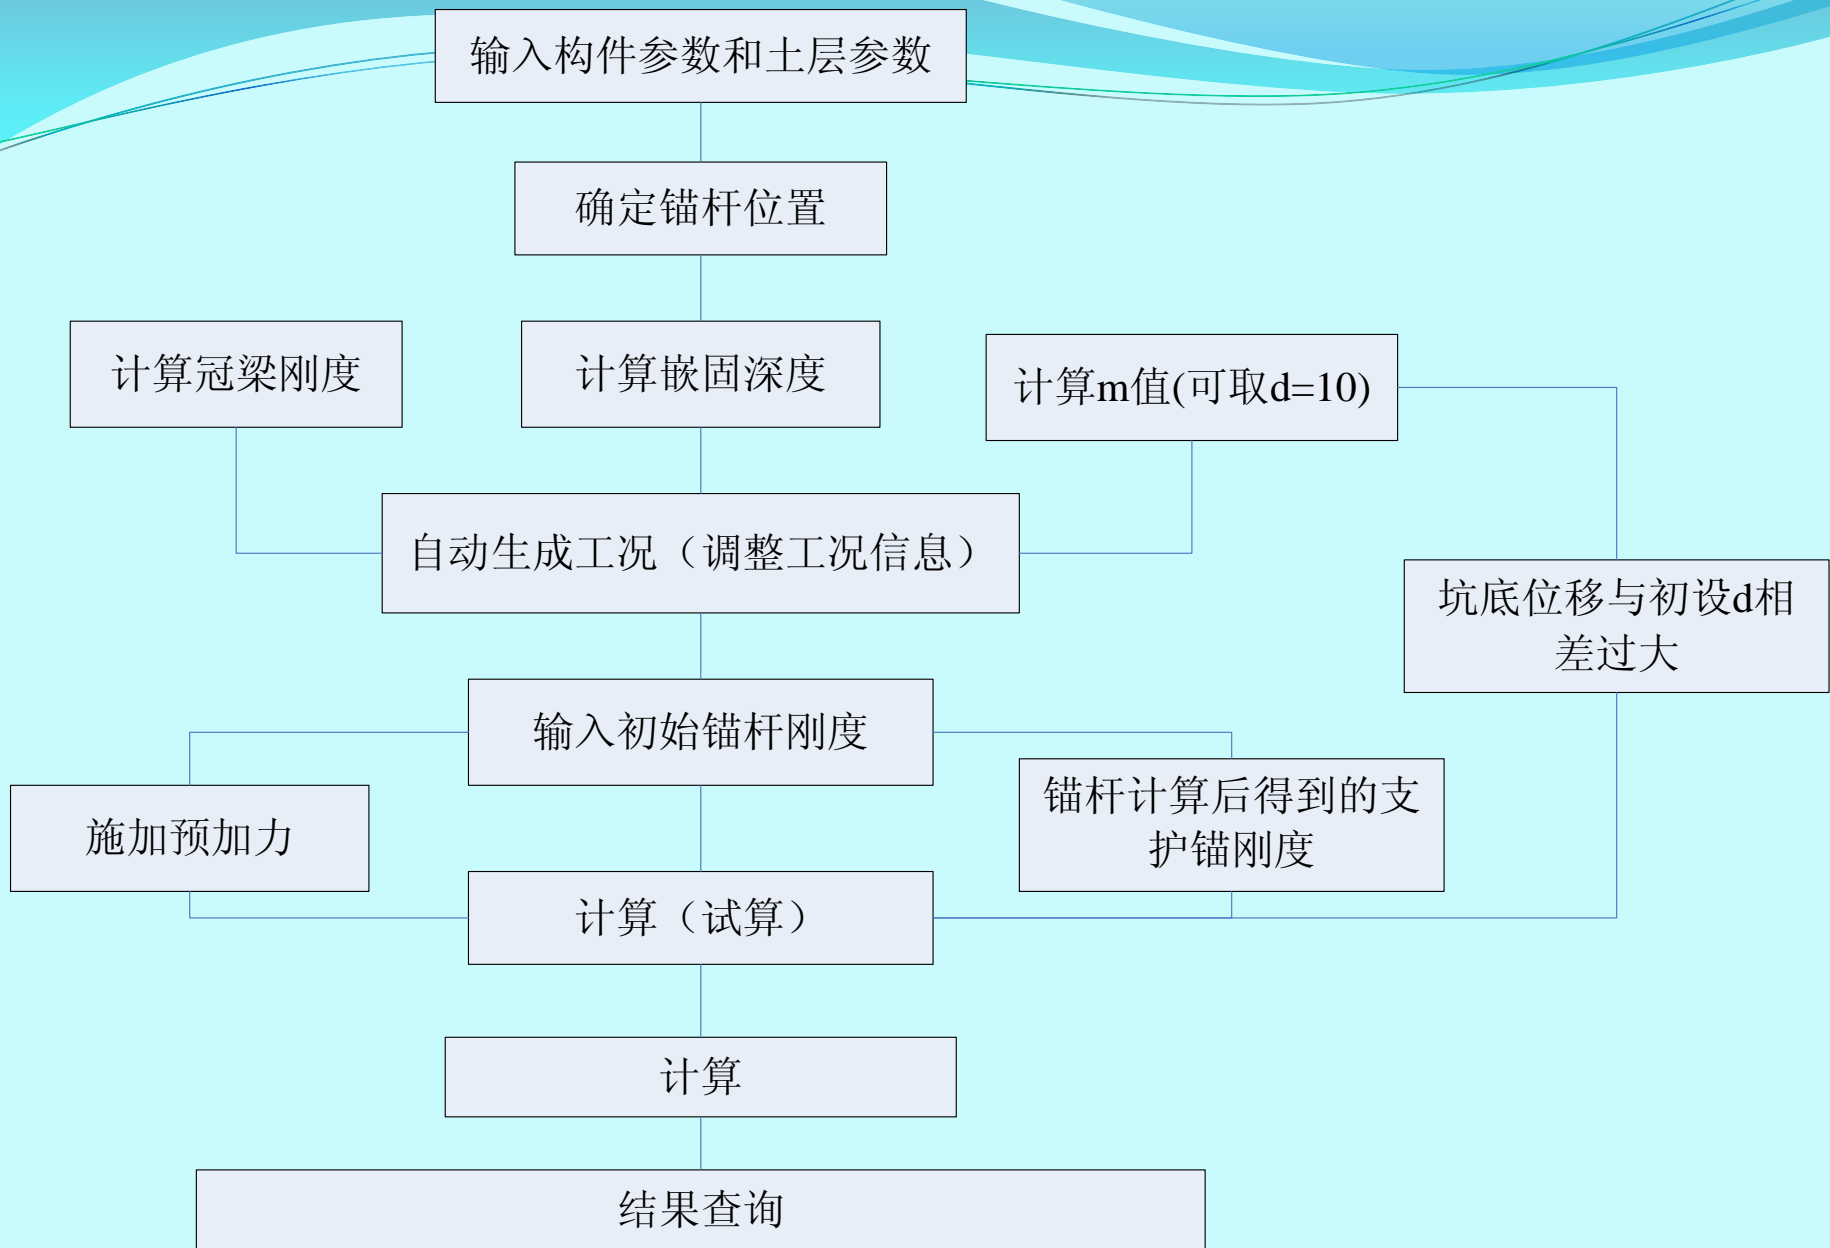 输入构件参数和土层参数
确定锚杆位置
计算冠梁刚度
计算嵌固深度
计算m值(可取d=10)
自动生成工况（调整工况信息）
坑底位移与初设d相
差过大
输入初始锚杆刚度
施加预加力
锚杆计算后得到的支
护锚刚度
计算（试算）
计算
结果查询